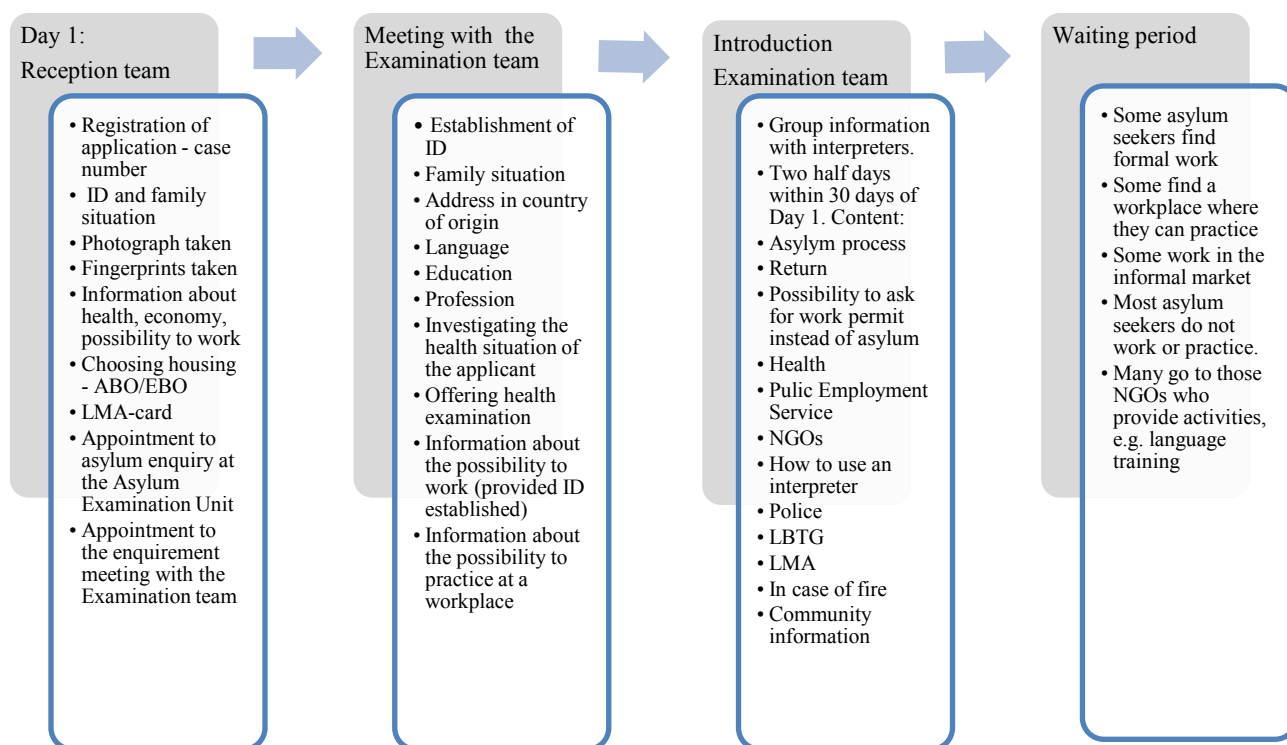 Day 1:
Reception team
• Registration of
application - case
number
• ID and family
situation
• Photograph taken
• Fingerprints taken
• Information about
health, economy,
possibility to work
• Choosing housing
- ABO/EBO
• LMA-card
• Appointment to
asylum enquiry at
the Asylum
Examination Unit
• Appointment to
the enquirement
meeting with the
Examination team
Meeting with the
Examination team
• Establishment of
ID
• Family situation
• Address in country
of origin
• Language
• Education
• Profession
• Investigating the
health situation of
the applicant
• Offering health
examination
• Information about
the possibility to
work (provided ID
established)
• Information about
the possibility to
practice at a
workplace
Introduction
Examination team
• Group information
with interpreters.
• Two half days
within 30 days of
Day 1. Content:
• Asylym process
• Return
• Possibility to ask
for work permit
instead of asylum
• Health
• Pulic Employment
Service
• NGOs
• How to use an
interpreter
• Police
• LBTG
• LMA
• In case of fire
• Community
information
Waiting period
• Some asylum
seekers find
formal work
• Some find a
workplace where
they can practice
• Some work in the
informal market
• Most asylum
seekers do not
work or practice.
• Many go to those
NGOs who
provide activities,
e.g. language
training